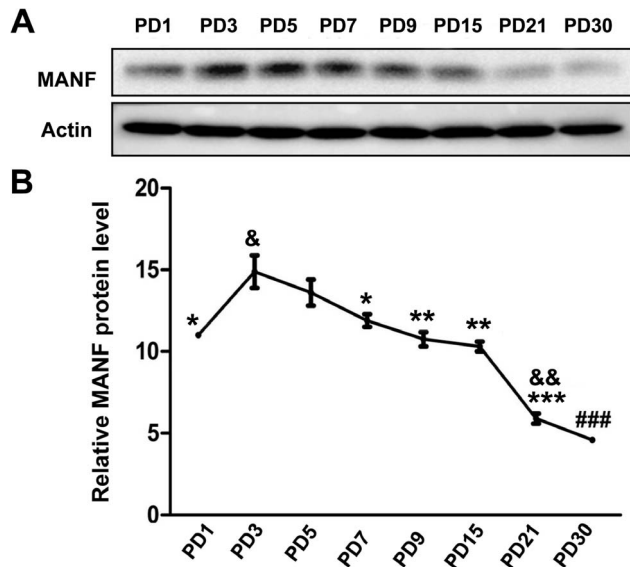 A
PD1 PD3 PD5 PD7 PD9 PD15 PD21 PD30
MANF
Actin
B
Relative MANF protein level
20
15
10
5
0
*
&
*
**
**
&&
***
###
PD1 PD3 PD5 PD7 PD9 PD15 PD21 PD30